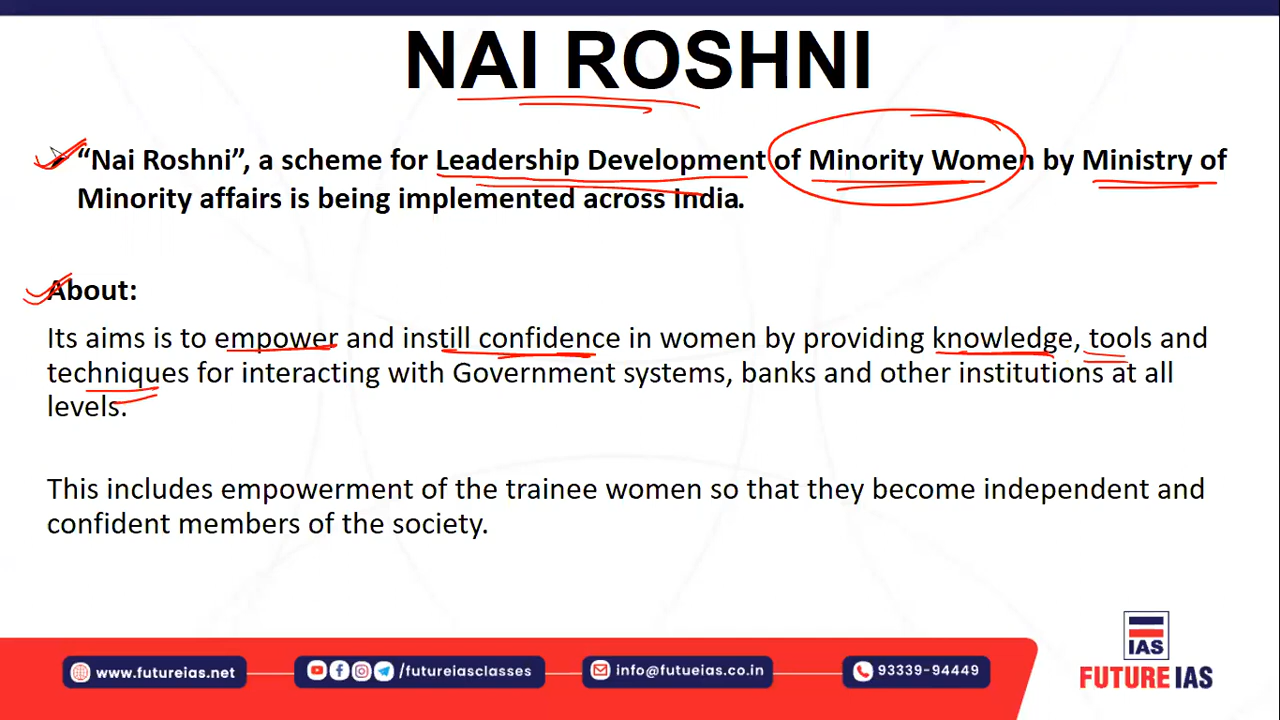 NAI ROSHNI
“Nai Roshni”, a scheme for Leadership Development of Minority Women by Ministry of
Minority affairs is being implemented across India.
About:
Its aims is to empower and instill confidence in women by providing knowledge, tools and
techniques for interacting with Government systems, banks and other institutions at all
levels.
This includes empowerment of the trainee women so that they become independent and
confident members of the society.
IAS
www.futureias.net
/futureiasclasses
info@futueias.co.in
93339-94449
FUTURE IAS